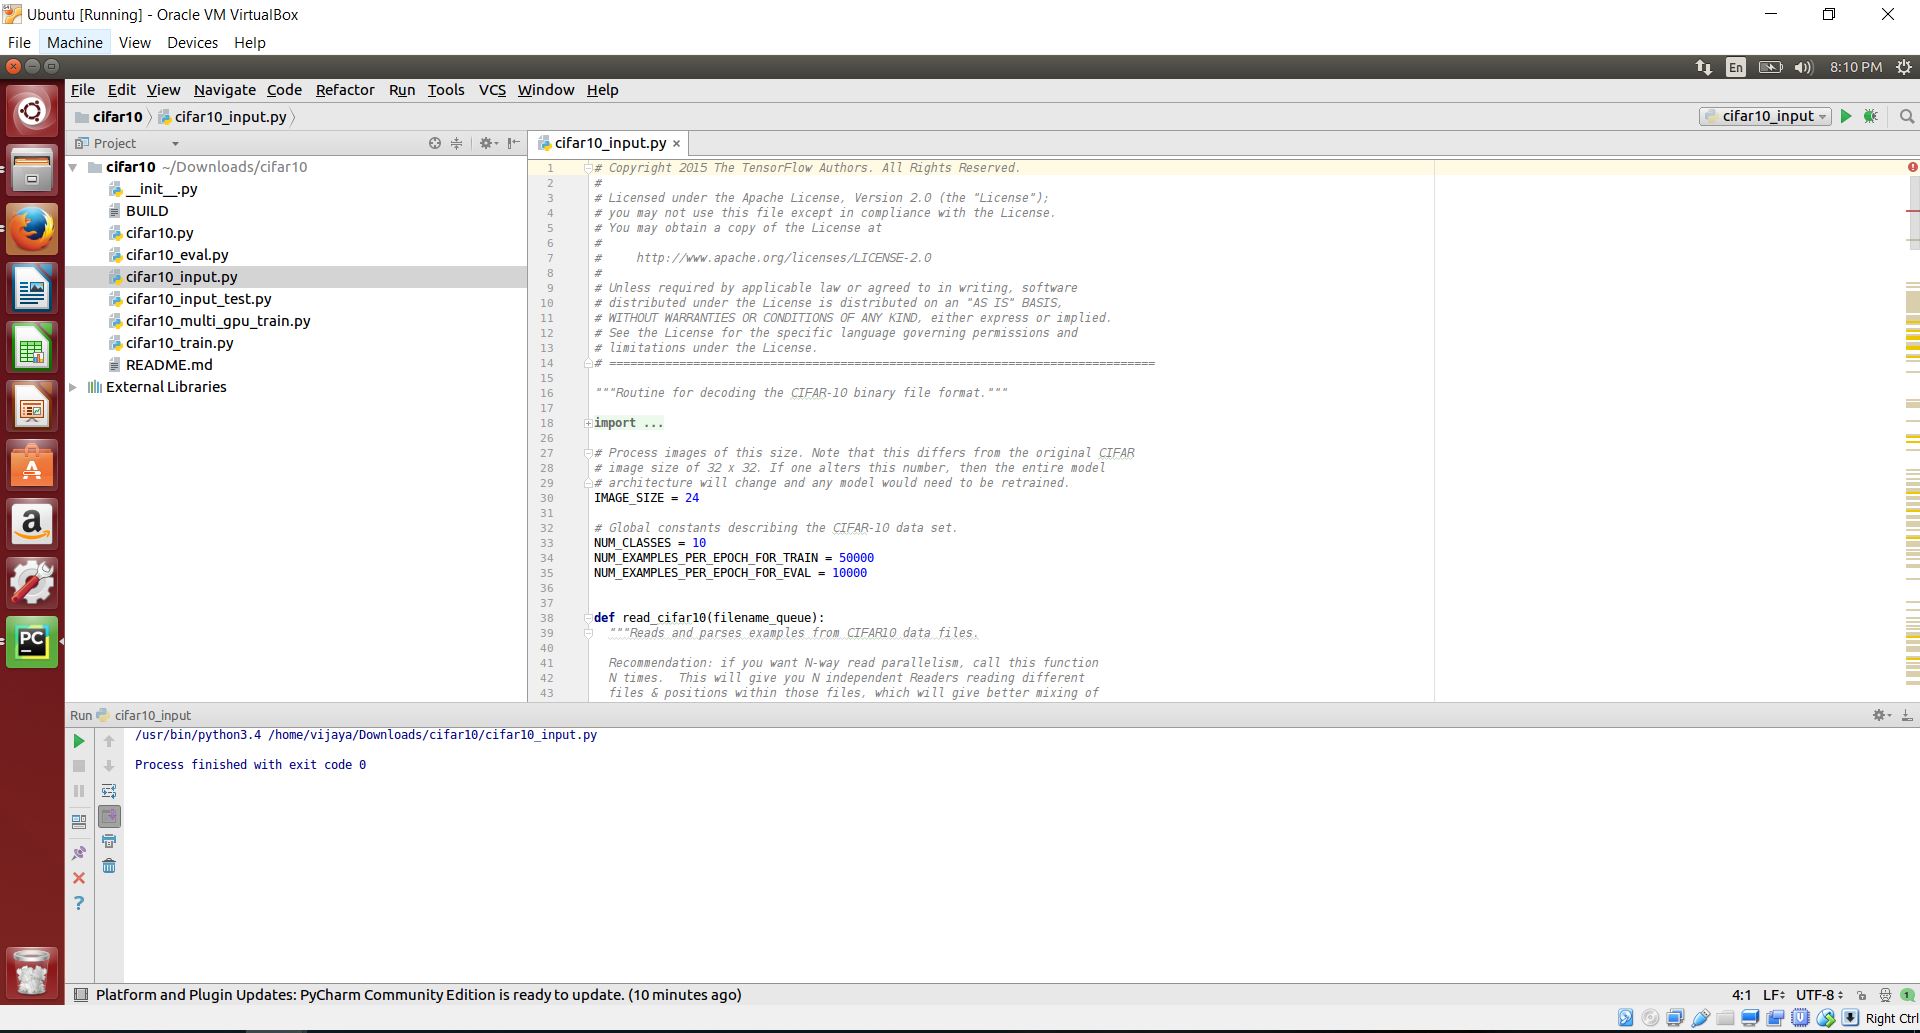 Ubuntu [Running] - Oracle VM VirtualBox
File Machine View Devices Help
En 8:10 PM
File Edit View Navigate Code Refactor Run Tools VCS Window Help
cifar10 cifar10_input.py cifar10_input
Project
cifar10_input.py ×
cifar10 ~/Downloads/cifar10
__init__.py
BUILD
cifar10.py
cifar10_eval.py
cifar10_input.py
cifar10_input_test.py
cifar10_multi_gpu_train.py
cifar10_train.py
README.md
External Libraries
1 # Copyright 2015 The TensorFlow Authors. All Rights Reserved.
2 #
3 # Licensed under the Apache License, Version 2.0 (the "License");
4 # you may not use this file except in compliance with the License.
5 # You may obtain a copy of the License at
6 #
7 #     http://www.apache.org/licenses/LICENSE-2.0
8 #
9 # Unless required by applicable law or agreed to in writing, software
10 # distributed under the License is distributed on an "AS IS" BASIS,
11 # WITHOUT WARRANTIES OR CONDITIONS OF ANY KIND, either express or implied.
12 # See the License for the specific language governing permissions and
13 # limitations under the License.
14 # ==============================================================================
15
16 """Routine for decoding the CIFAR-10 binary file format."""
17
18 import ...
26
27 # Process images of this size. Note that this differs from the original CIFAR
28 # image size of 32 x 32. If one alters this number, then the entire model
29 # architecture will change and any model would need to be retrained.
30 IMAGE_SIZE = 24
31
32 # Global constants describing the CIFAR-10 data set.
33 NUM_CLASSES = 10
34 NUM_EXAMPLES_PER_EPOCH_FOR_TRAIN = 50000
35 NUM_EXAMPLES_PER_EPOCH_FOR_EVAL = 10000
36
37
38 def read_cifar10(filename_queue):
39   """Reads and parses examples from CIFAR10 data files.
40
41   Recommendation: if you want N-way read parallelism, call this function
42   N times.  This will give you N independent Readers reading different
43   files & positions within those files, which will give better mixing of
Run cifar10_input
/usr/bin/python3.4 /home/vijaya/Downloads/cifar10/cifar10_input.py
Process finished with exit code 0
Platform and Plugin Updates: PyCharm Community Edition is ready to update. (10 minutes ago) 4:1 LF UTF-8 1
Right Ctrl